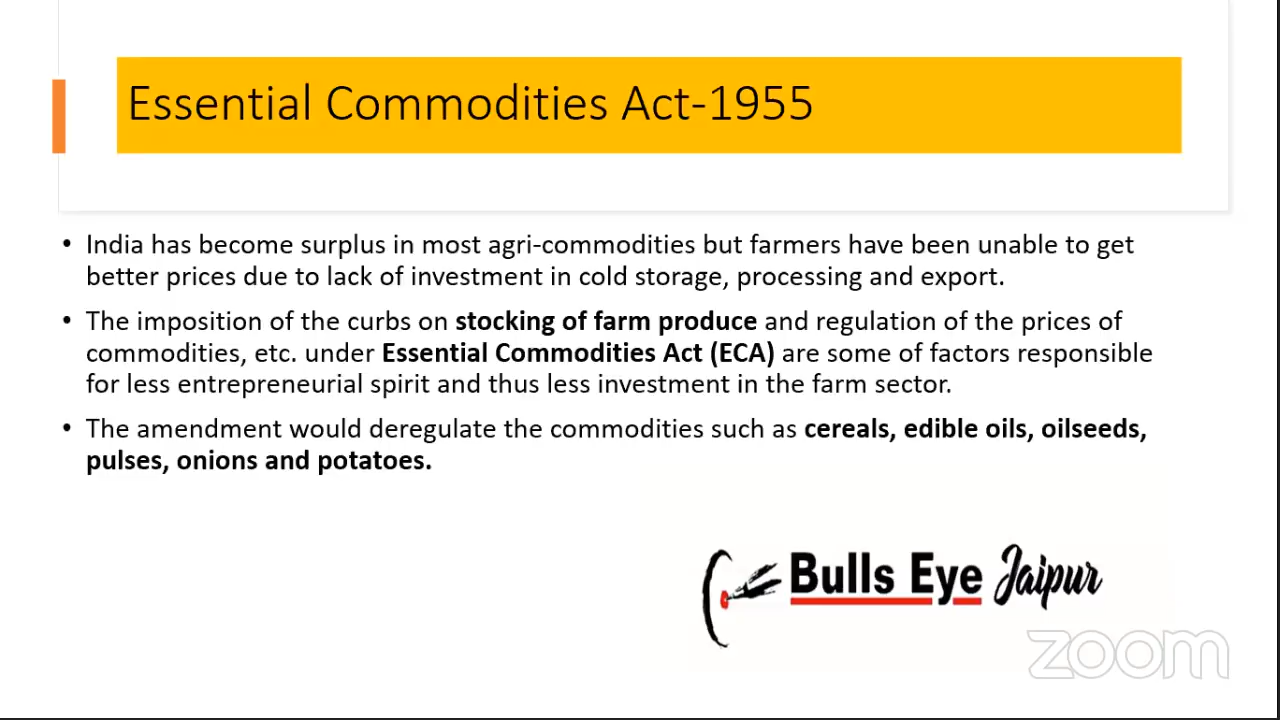 Essential Commodities Act-1955
• India has become surplus in most agri-commodities but farmers have been unable to get
better prices due to lack of investment in cold storage, processing and export.
• The imposition of the curbs on stocking of farm produce and regulation of the prices of
commodities, etc. under Essential Commodities Act (ECA) are some of factors responsible
for less entrepreneurial spirit and thus less investment in the farm sector.
• The amendment would deregulate the commodities such as cereals, edible oils, oilseeds,
pulses, onions and potatoes.
Bulls Eye Jaipur
zoom